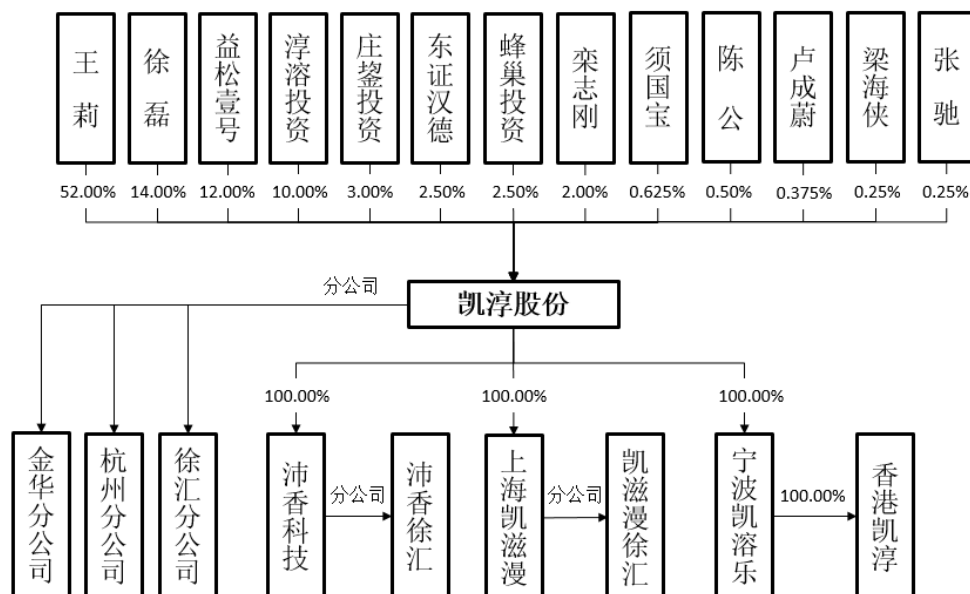 王莉
徐磊
益松壹号
淳溶投资
庄鋆投资
东证汉德
蜂巢投资
栾志刚
须国宝
陈公
卢成蔚
梁海侠
张驰
52.00%
14.00%
12.00%
10.00%
3.00%
2.50%
2.50%
2.00%
0.625%
0.50%
0.375%
0.25%
0.25%
分公司
凯淳股份
100.00%
100.00%
100.00%
金华分公司
杭州分公司
徐汇分公司
沛香科技
分公司
沛香徐汇
上海凯滋漫
分公司
凯滋漫徐汇
宁波凯溶乐
100.00%
香港凯淳